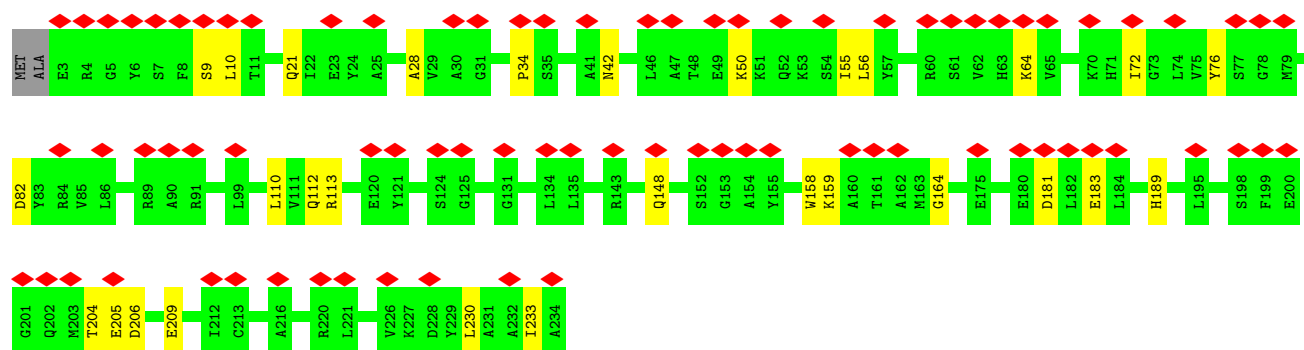 MET ALA E3 R4 G5 Y6 S7 F8 S9 L10 T11 Q21 I22 E23 Y24 A25 A28 V29 A30 G31 P34 S35 A41 N42 L46 A47 T48 E49 K50 K51 Q52 K53 S54 I55 L56 Y57 R60 S61 V62 H63 K64 V65 K70 H71 I72 G73 L74 V75 Y76 S77 G78 M79
D82 Y83 R84 V85 L86 R89 A90 R91 L99 L110 V111 Q112 R113 E120 Y121 S124 G125 G131 L134 L135 R143 Q148 S152 G153 A154 Y155 W158 K159 A160 T161 A162 M163 G164 E175 E180 D181 L182 E183 L184 H189 L195 S198 F199 E200
G201 Q202 M203 T204 E205 D206 E209 I212 C213 A216 R220 L221 V226 K227 D228 Y229 L230 A231 A232 I233 A234